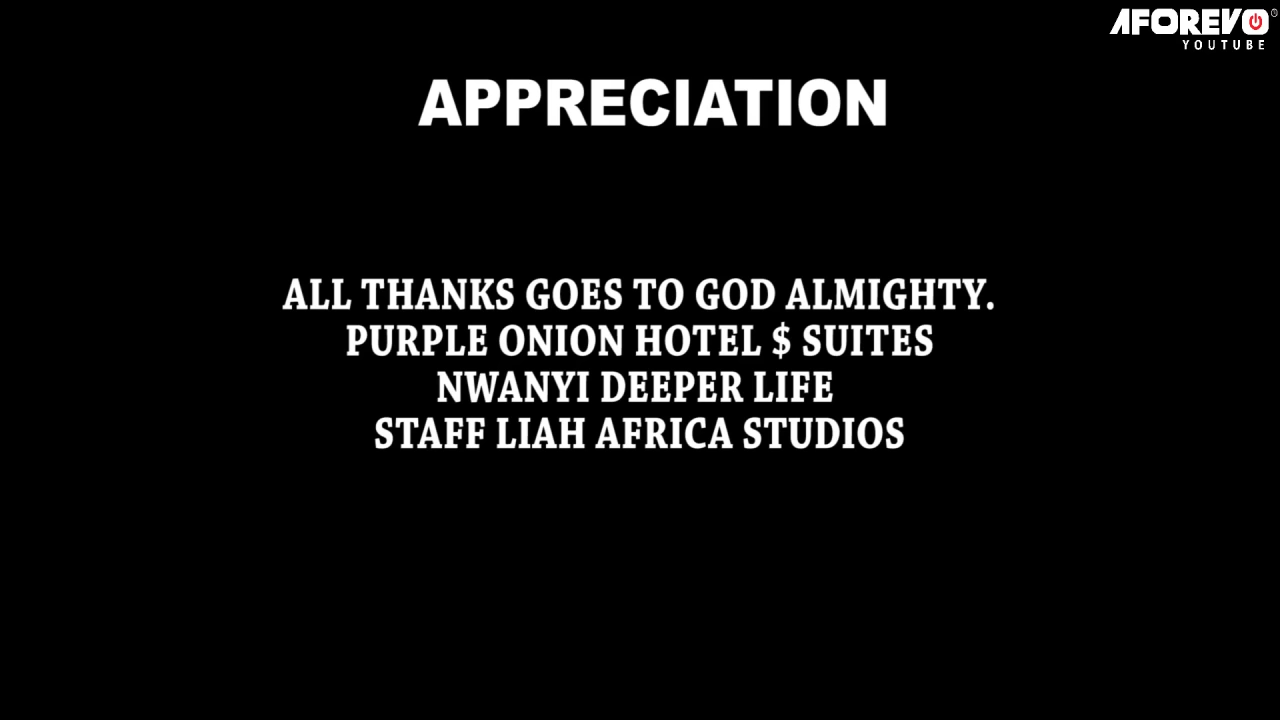 AFOREVO
YOUTUBE
APPRECIATION
ALL THANKS GOES TO GOD ALMIGHTY.
PURPLE ONION HOTEL $ SUITES
NWANYI DEEPER LIFE
STAFF LIAH AFRICA STUDIOS